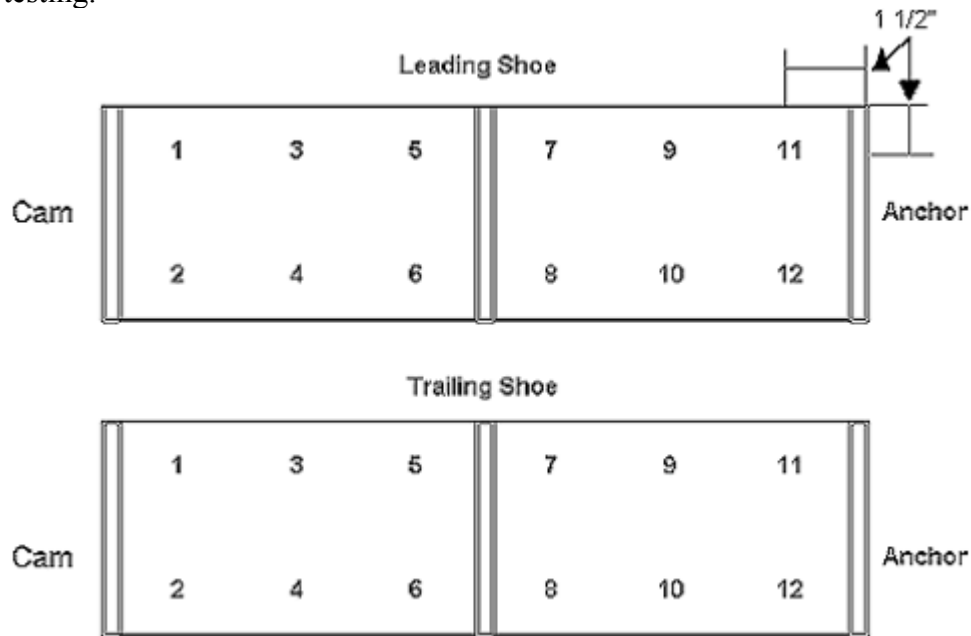 testing.
1 1/2"
Leading Shoe
1 3 5 7 9 11
Cam Anchor
2 4 6 8 10 12
Trailing Shoe
1 3 5 7 9 11
Cam Anchor
2 4 6 8 10 12